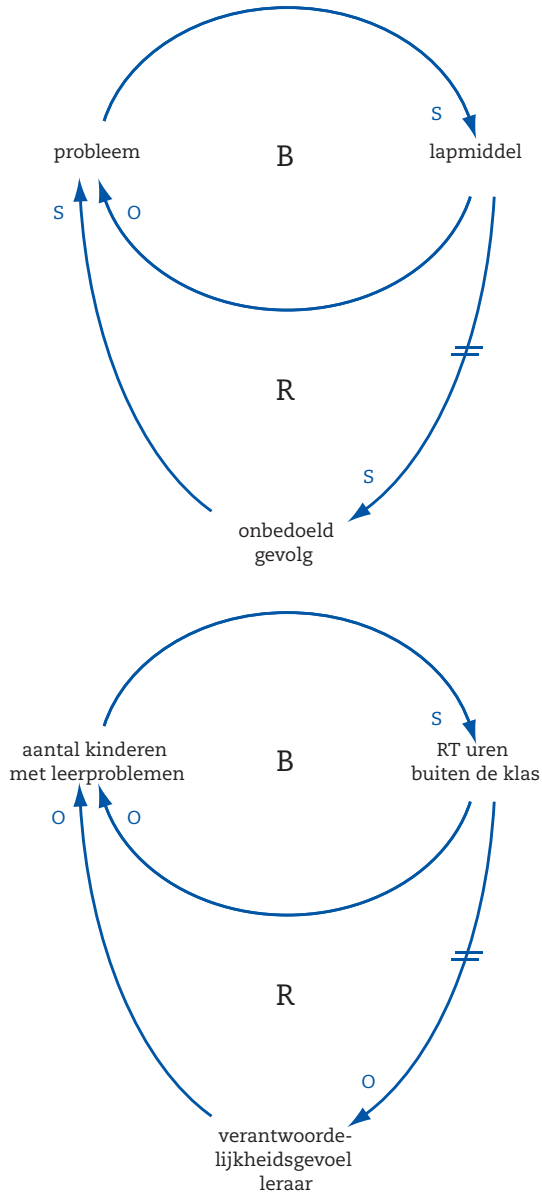 S
probleem
B
lapmiddel
S
O
R
S
onbedoeld
gevolg
S
aantal kinderen
met leerproblemen
B
RT uren
buiten de klas
O
O
R
O
verantwoorde-
lijkheidsgevoel
leraar